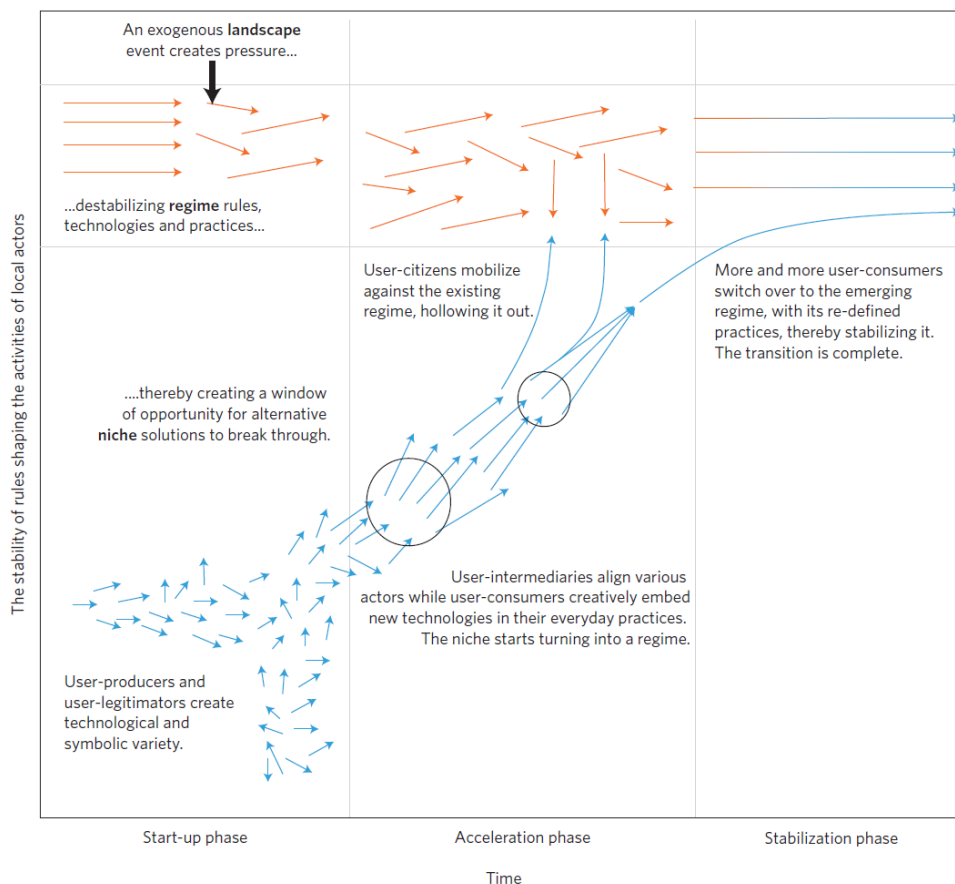 An exogenous landscape
event creates pressure...
...destabilizing regime rules,
technologies and practices...
User-citizens mobilize
against the existing
regime, hollowing it out.
More and more user-consumers
switch over to the emerging
regime, with its re-defined
practices, thereby stabilizing it.
The transition is complete.
....thereby creating a window
of opportunity for alternative
niche solutions to break through.
User-intermediaries align various
actors while user-consumers creatively embed
new technologies in their everyday practices.
The niche starts turning into a regime.
User-producers and
user-legitimators create
technological and
symbolic variety.
The stability of rules shaping the activities of local actors
Start-up phase
Acceleration phase
Stabilization phase
Time